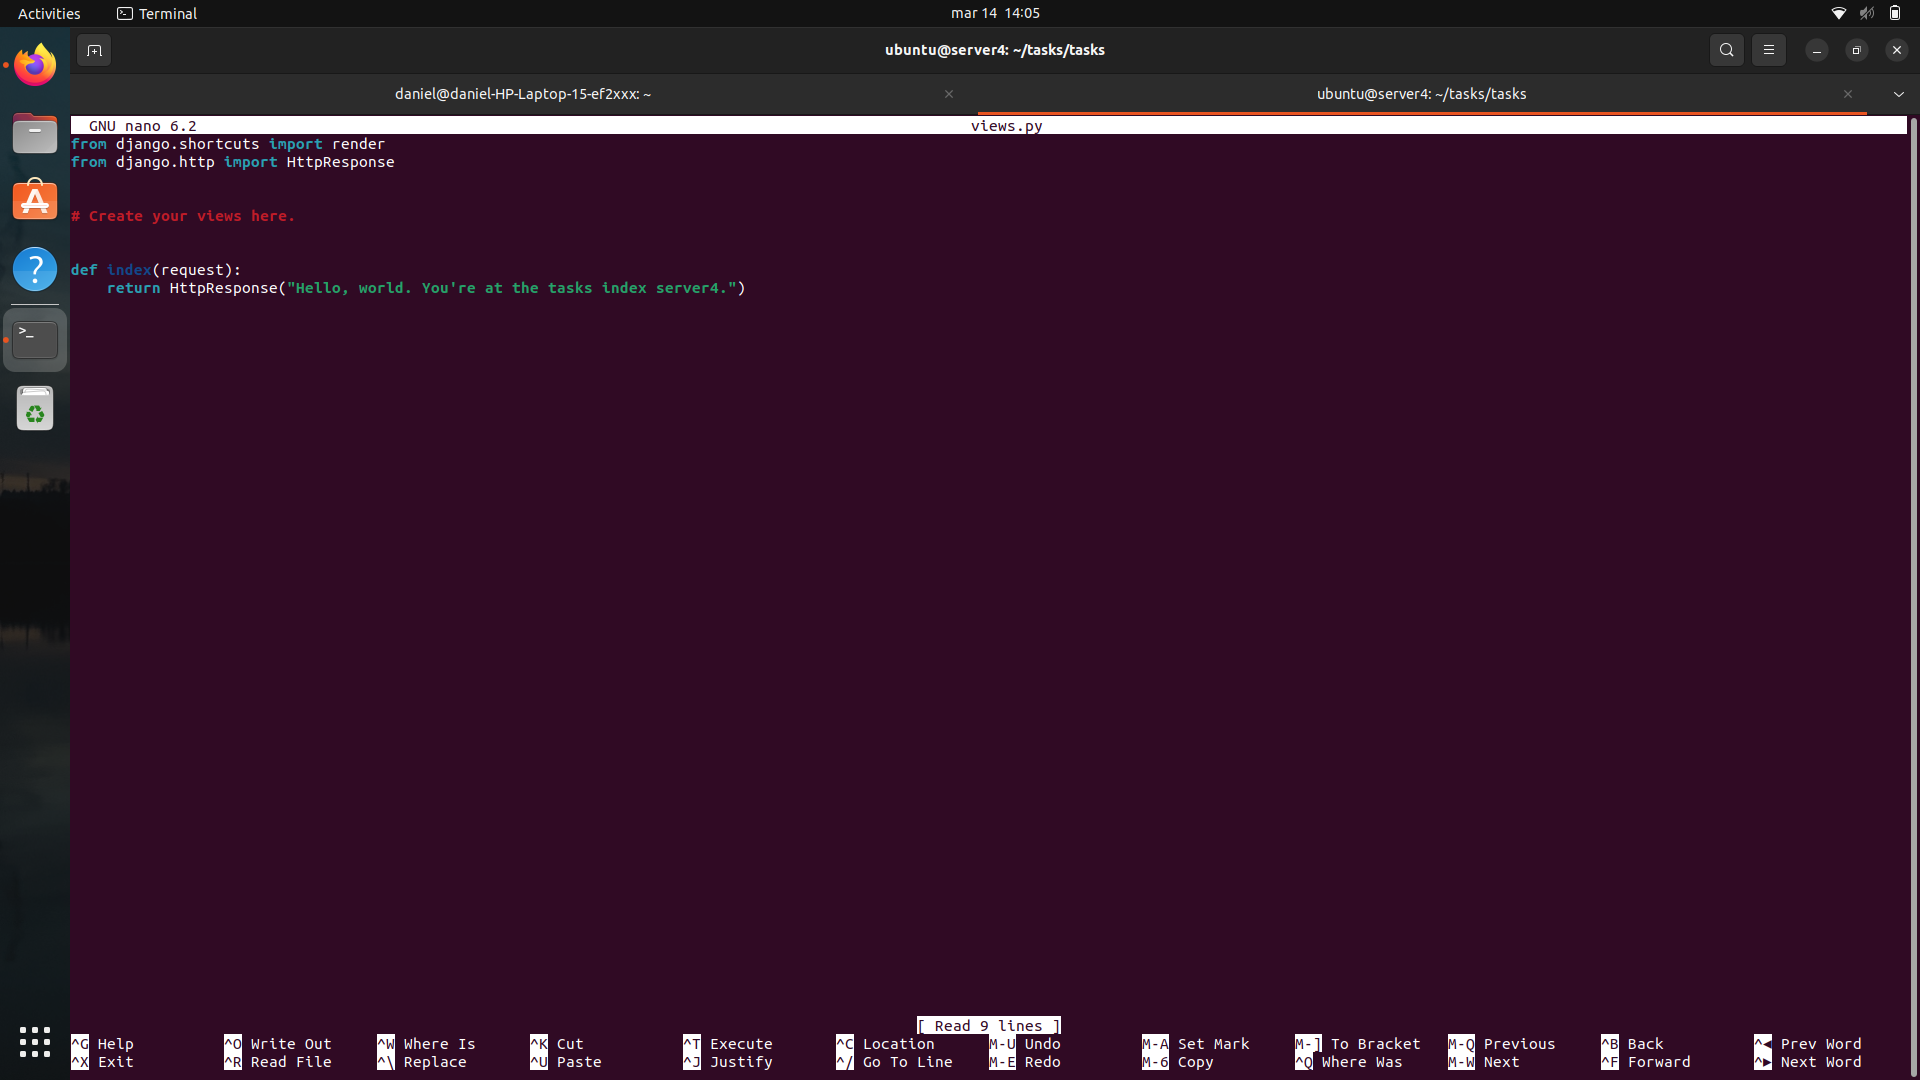 Activities Terminal mar 14 14:05
ubuntu@server4: ~/tasks/tasks
daniel@daniel-HP-Laptop-15-ef2xxx: ~ ubuntu@server4: ~/tasks/tasks
GNU nano 6.2 views.py
from django.shortcuts import render
from django.http import HttpResponse
# Create your views here.
def index(request):
    return HttpResponse("Hello, world. You're at the tasks index server4.")
[ Read 9 lines ]
^G Help ^O Write Out ^W Where Is ^K Cut ^T Execute ^C Location M-U Undo M-A Set Mark M-] To Bracket M-Q Previous ^B Back ^◂ Prev Word
^X Exit ^R Read File ^\ Replace ^U Paste ^J Justify ^/ Go To Line M-E Redo M-6 Copy ^Q Where Was M-W Next ^F Forward ^▸ Next Word